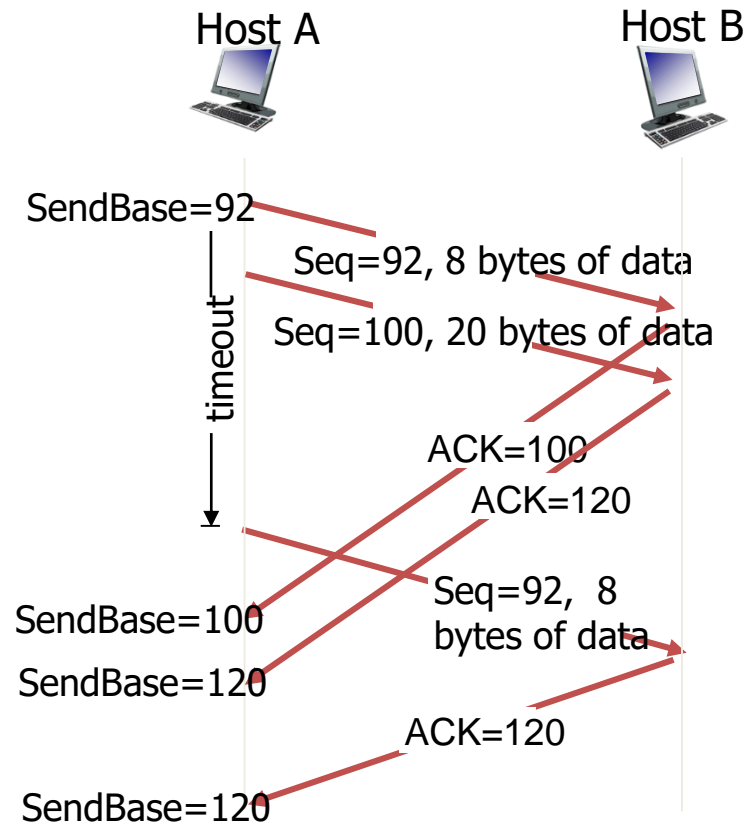 Host A
Host B
SendBase=92
Seq=92, 8 bytes of data
Seq=100, 20 bytes of data
timeout
ACK=100
ACK=120
Seq=92, 8
bytes of data
SendBase=100
SendBase=120
ACK=120
SendBase=120